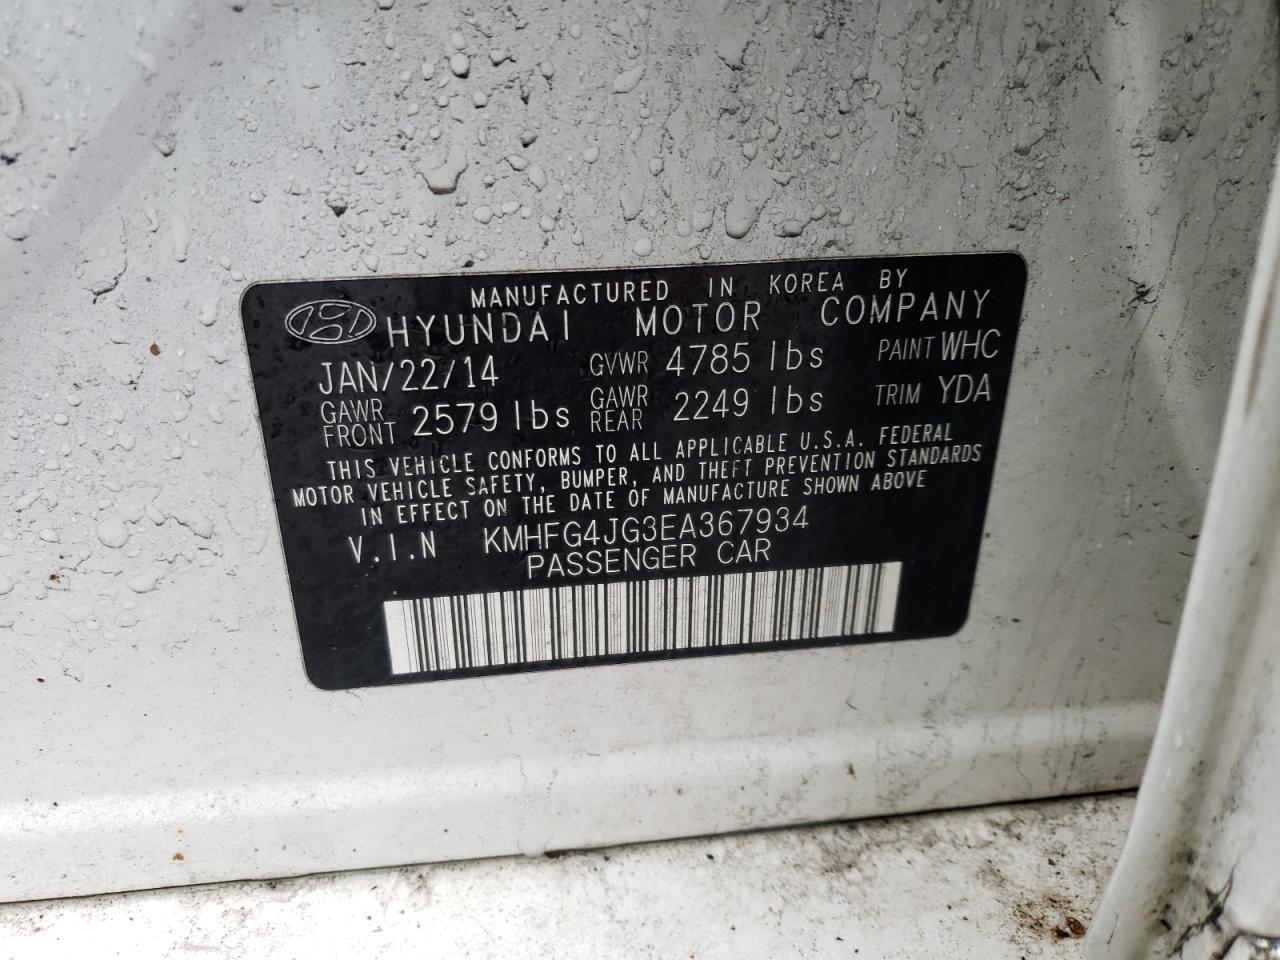 MANUFACTURED IN KOREA BY
HYUNDAI MOTOR COMPANY
JAN/22/14 GVWR 4785 lbs PAINT WHC
GAWR FRONT 2579 lbs GAWR REAR 2249 lbs TRIM YDA
THIS VEHICLE CONFORMS TO ALL APPLICABLE U.S.A. FEDERAL
MOTOR VEHICLE SAFETY, BUMPER, AND THEFT PREVENTION STANDARDS
IN EFFECT ON THE DATE OF MANUFACTURE SHOWN ABOVE
V.I.N KMHFG4JG3EA367934
PASSENGER CAR